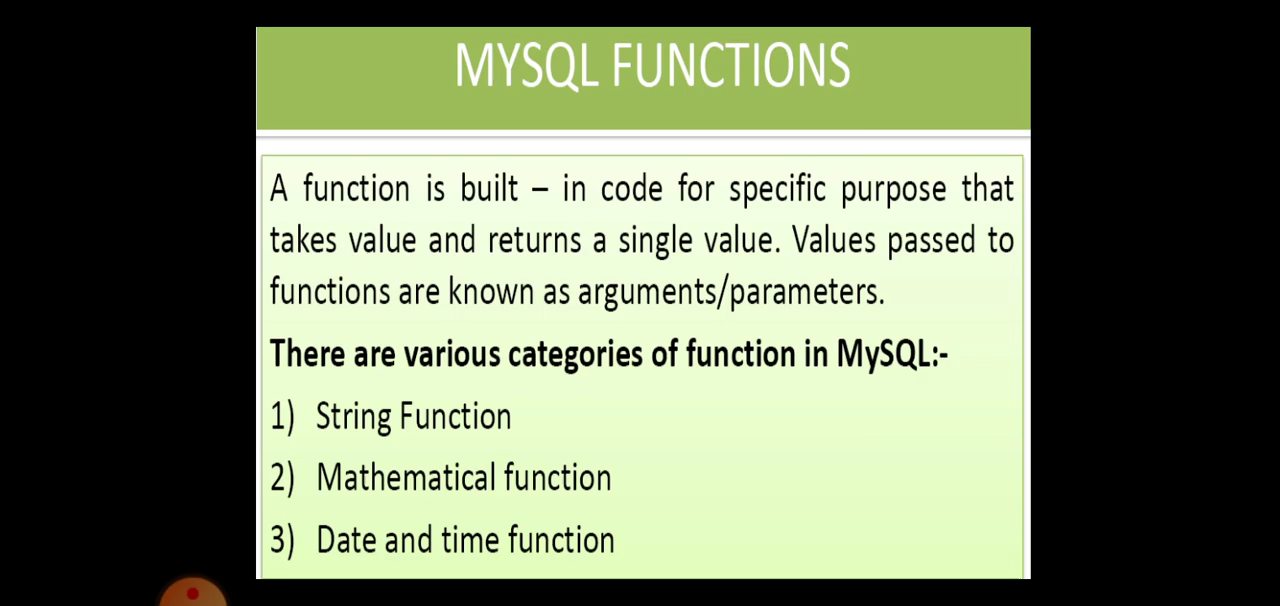 MYSQL FUNCTIONS
A function is built – in code for specific purpose that
takes value and returns a single value. Values passed to
functions are known as arguments/parameters.
There are various categories of function in MySQL:-
1) String Function
2) Mathematical function
3) Date and time function